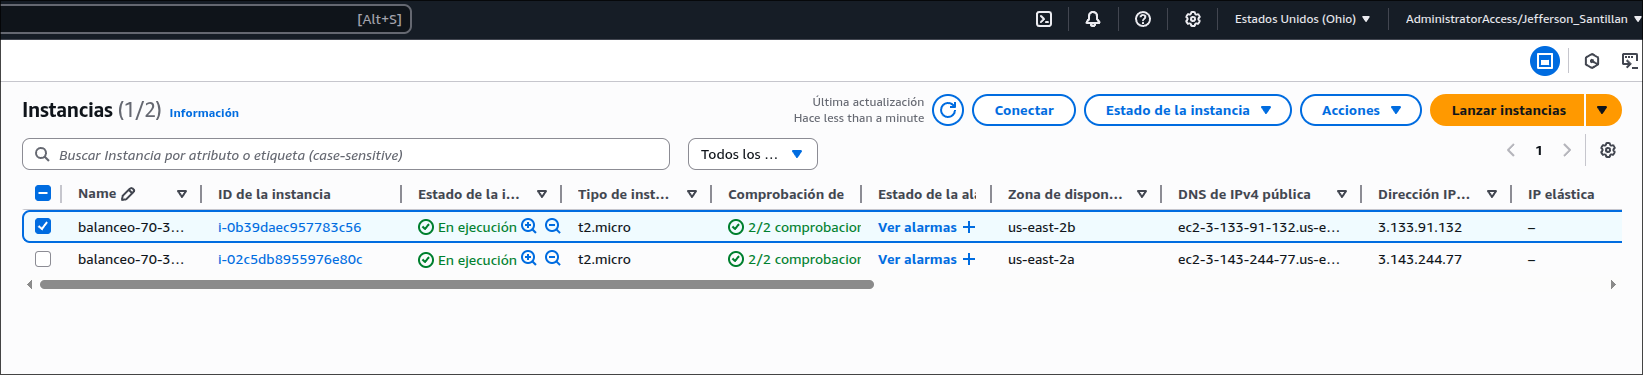 [Alt+S]
Estados Unidos (Ohio)
AdministratorAccess/Jefferson_Santillan
Instancias (1/2) Información
Última actualización
Hace less than a minute
Conectar
Estado de la instancia
Acciones
Lanzar instancias
Buscar Instancia por atributo o etiqueta (case-sensitive)
Todos los ...
1
Name ID de la instancia Estado de la i... Tipo de inst... Comprobación de Estado de la ala Zona de dispon... DNS de IPv4 pública Dirección IP... IP elástica
balanceo-70-3... i-0b39daec957783c56 En ejecución t2.micro 2/2 comprobacior Ver alarmas + us-east-2b ec2-3-133-91-132.us-e... 3.133.91.132 –
balanceo-70-3... i-02c5db8955976e80c En ejecución t2.micro 2/2 comprobacior Ver alarmas + us-east-2a ec2-3-143-244-77.us-e... 3.143.244.77 –